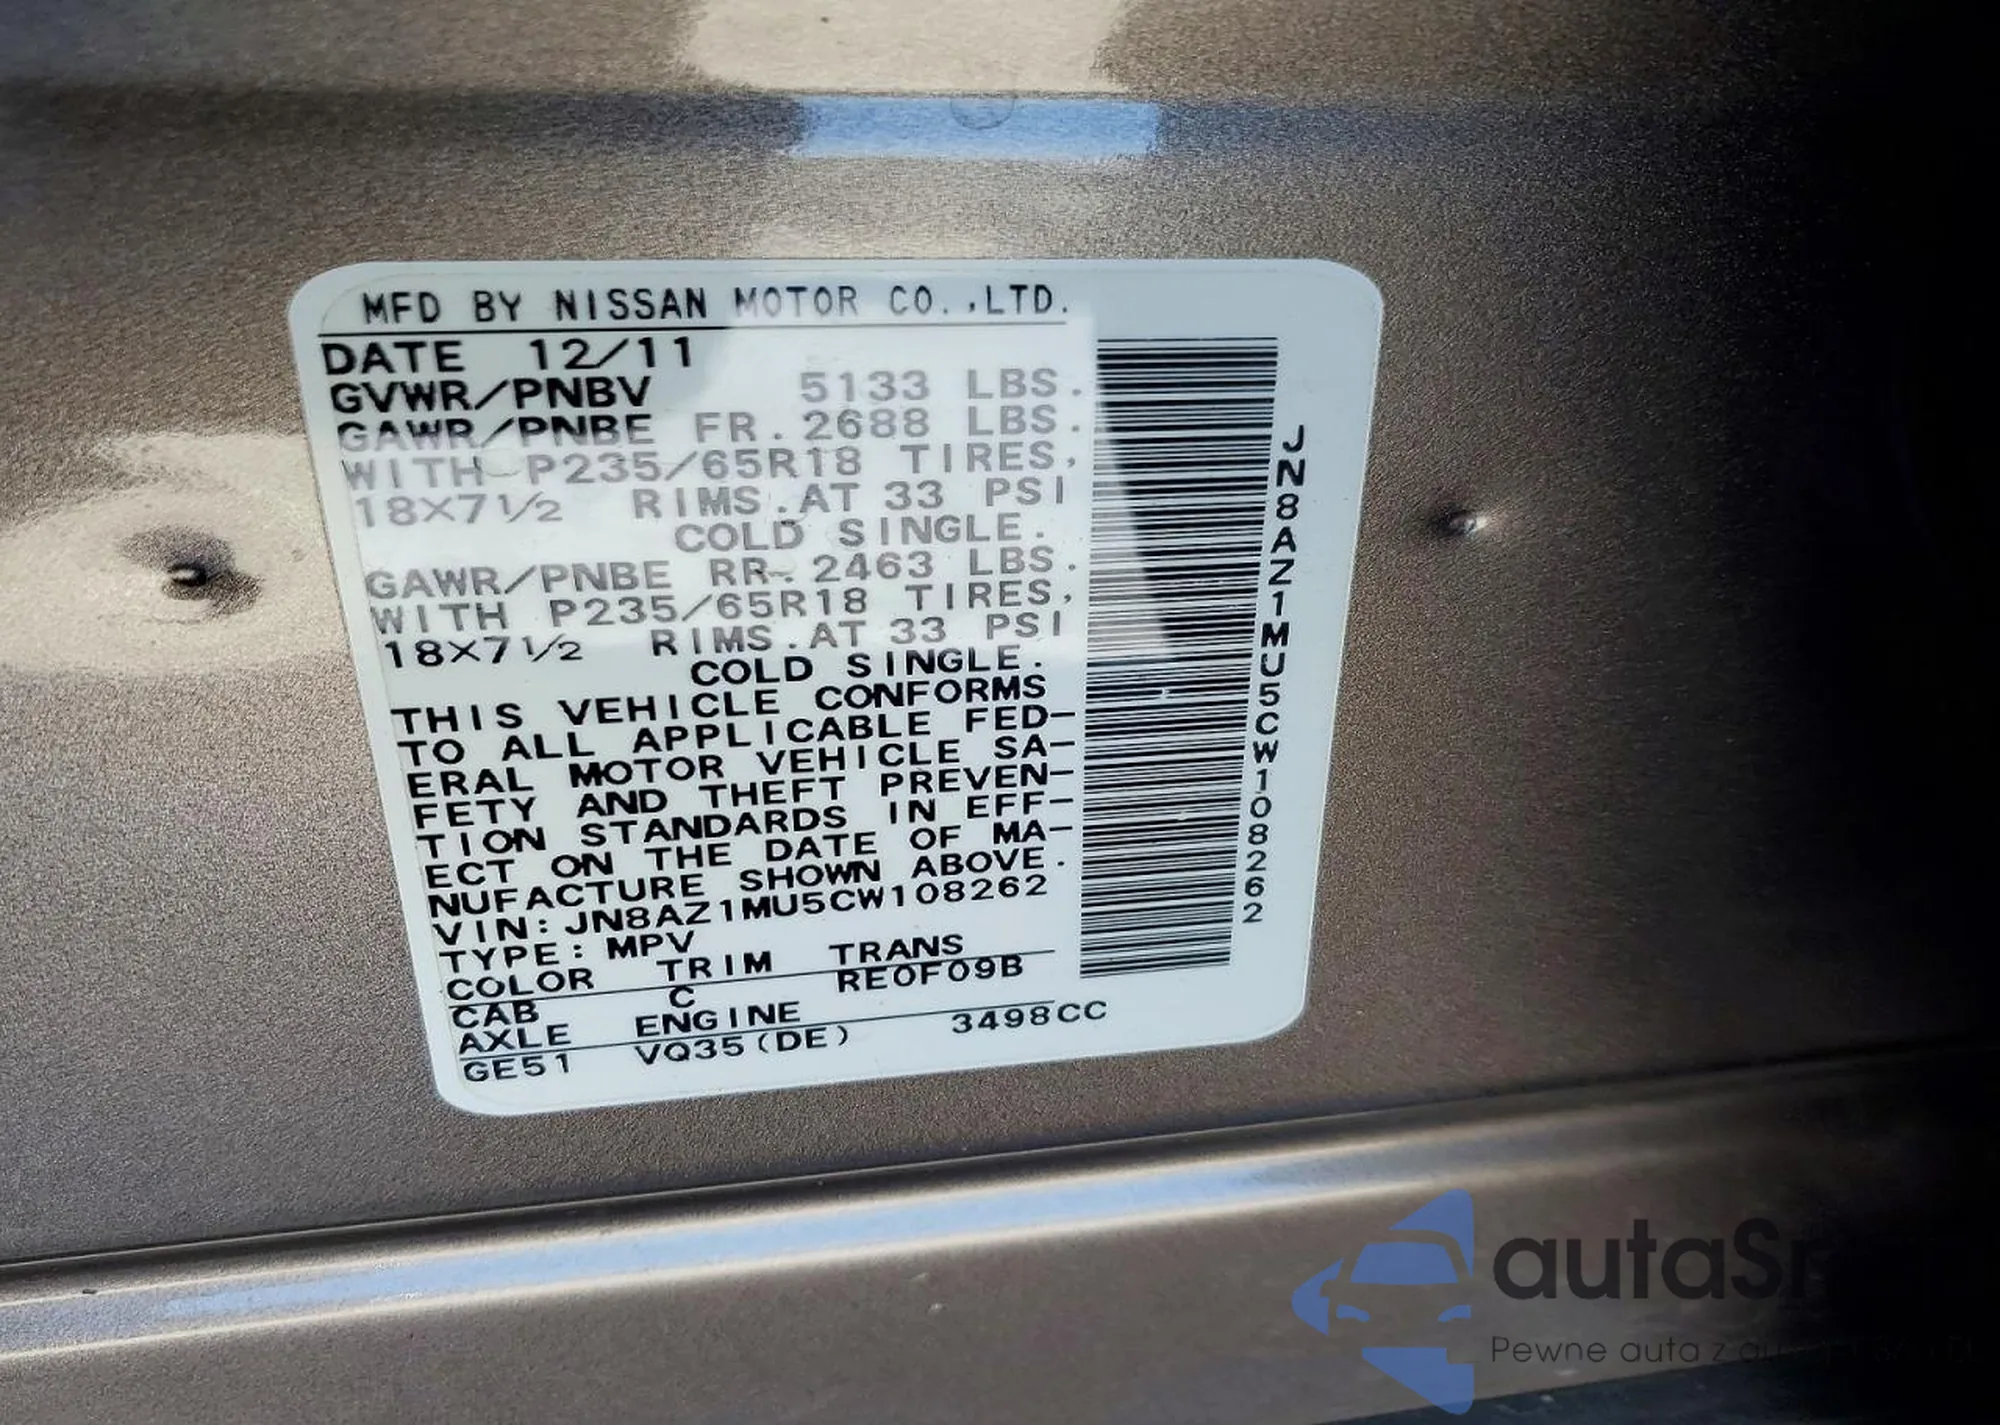 MFD BY NISSAN MOTOR CO.,LTD.
DATE 12/11
GVWR/PNBV 5133 LBS.
GAWR/PNBE FR. 2688 LBS.
WITH P235/65R18 TIRES,
18X7 1/2 RIMS.AT 33 PSI
COLD SINGLE.
GAWR/PNBE RR. 2463 LBS.
WITH P235/65R18 TIRES,
18X7 1/2 RIMS.AT 33 PSI
COLD SINGLE.
THIS VEHICLE CONFORMS
TO ALL APPLICABLE FED-
ERAL MOTOR VEHICLE SA-
FETY AND THEFT PREVEN-
TION STANDARDS IN EFF-
ECT ON THE DATE OF MA-
NUFACTURE SHOWN ABOVE.
VIN:JN8AZ1MU5CW108262
TYPE:MPV
COLOR TRIM TRANS
CAB C RE0F09B
AXLE ENGINE
GE51 VQ35(DE) 3498CC
JN8AZ1MU5CW108262
Pewne auta z